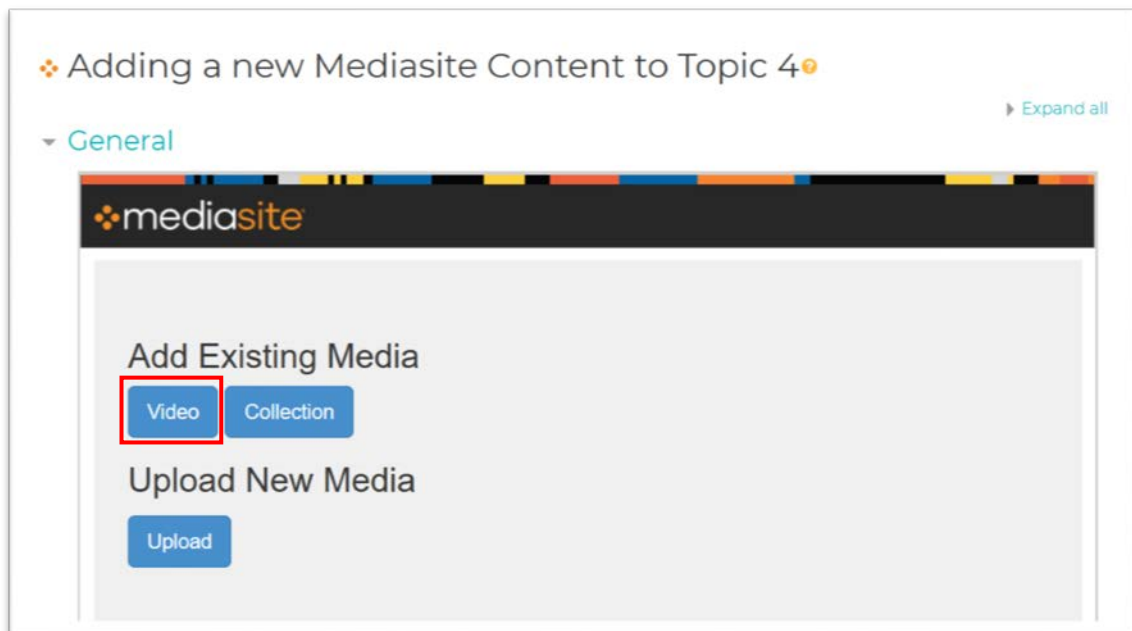 Adding a new Mediasite Content to Topic 4
Expand all
General
mediasite
Add Existing Media
Video Collection
Upload New Media
Upload